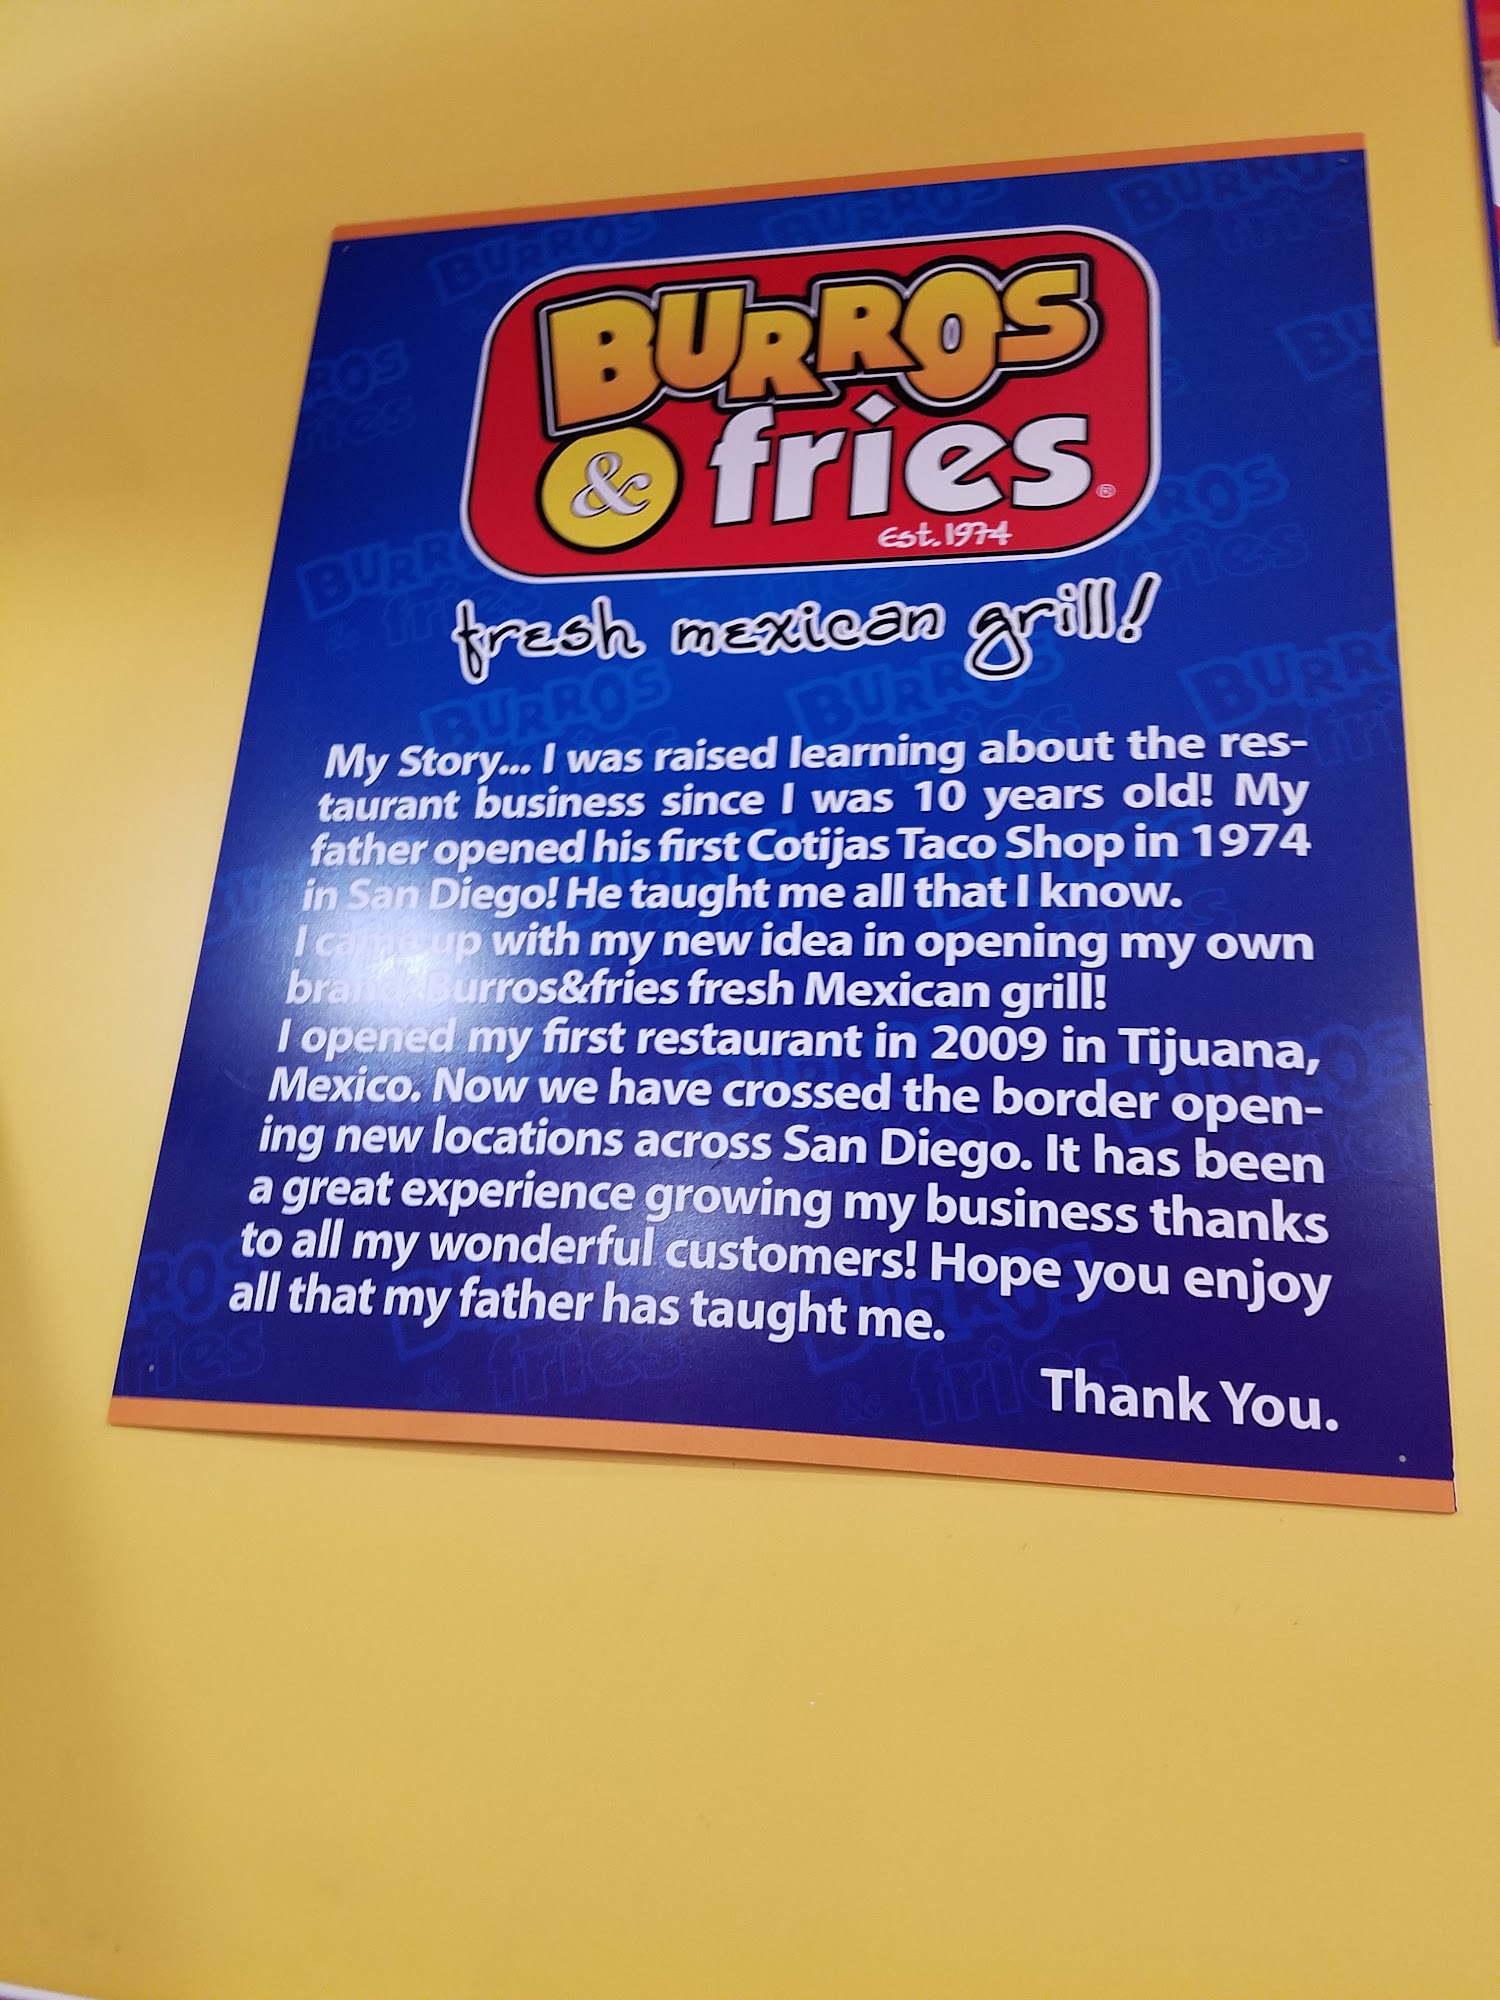 BURROS
& fries®
Est. 1974
fresh mexican grill!
My Story... I was raised learning about the res-
taurant business since I was 10 years old! My
father opened his first Cotijas Taco Shop in 1974
in San Diego! He taught me all that I know.
I came up with my new idea in opening my own
brand, Burros&fries fresh Mexican grill!
I opened my first restaurant in 2009 in Tijuana,
Mexico. Now we have crossed the border open-
ing new locations across San Diego. It has been
a great experience growing my business thanks
to all my wonderful customers! Hope you enjoy
all that my father has taught me.
Thank You.